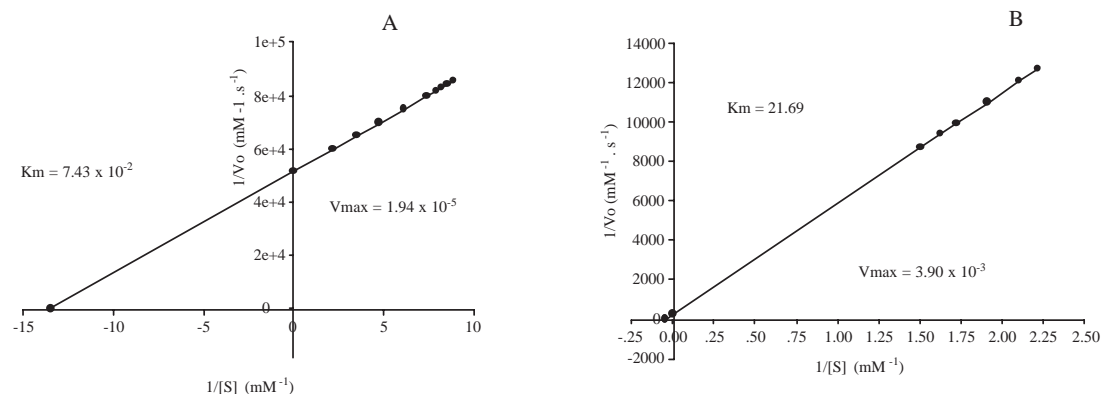 A
1/Vo (mM -1 .s⁻¹)
1e+5
8e+4
6e+4
4e+4
2e+4
0
Km = 7.43 x 10⁻²
Vmax = 1.94 x 10⁻⁵
-15 -10 -5 0 5 10
1/[S] (mM⁻¹)
B
1/Vo (mM⁻¹ . s⁻¹)
14000
12000
10000
8000
6000
4000
2000
0
-2000
Km = 21.69
Vmax = 3.90 x 10⁻³
-.25 0.00 .25 .50 .75 1.00 1.25 1.50 1.75 2.00 2.25 2.50
1/[S] (mM⁻¹)